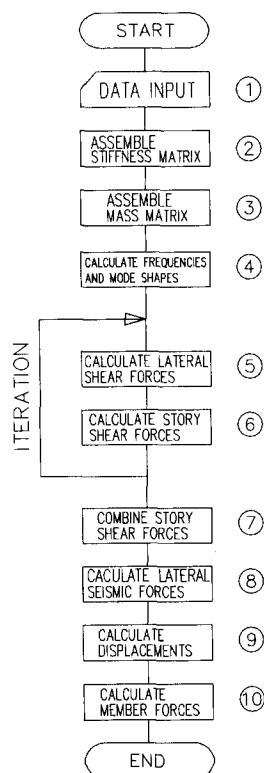 START
DATA INPUT
1
ASSEMBLE
STIFFNESS MATRIX
2
ASSEMBLE
MASS MATRIX
3
CALCULATE FREQUENCIES
AND MODE SHAPES
4
ITERATION
CALCULATE LATERAL
SHEAR FORCES
5
CALCULATE STORY
SHEAR FORCES
6
COMBINE STORY
SHEAR FORCES
7
CACULATE LATERAL
SEISMIC FORCES
8
CALCULATE
DISPLACEMENTS
9
CALCULATE
MEMBER FORCES
10
END